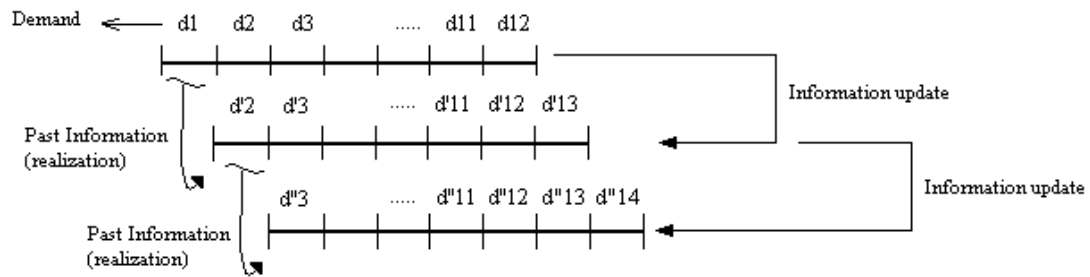 Demand d1 d2 d3 ..... d11 d12
Information update
d'2 d'3 ..... d'11 d'12 d'13
Past Information
(realization)
Information update
d"3 ..... d"11 d"12 d"13 d"14
Past Information
(realization)